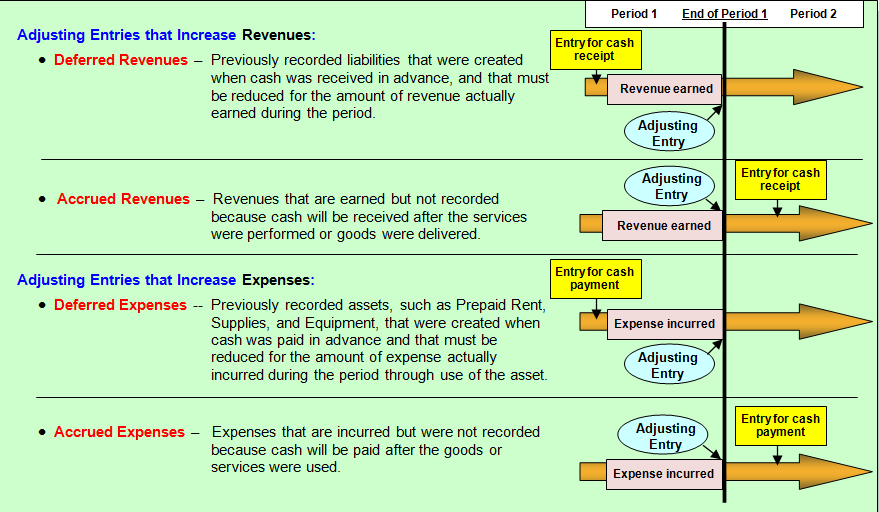 Period 1 End of Period 1 Period 2
Adjusting Entries that Increase Revenues:
Entry for cash
receipt
• Deferred Revenues – Previously recorded liabilities that were created
when cash was received in advance, and that must
be reduced for the amount of revenue actually
earned during the period.
Revenue earned
Adjusting
Entry
• Accrued Revenues – Revenues that are earned but not recorded
because cash will be received after the services
were performed or goods were delivered.
Adjusting
Entry
Entry for cash
receipt
Revenue earned
Adjusting Entries that Increase Expenses:
Entry for cash
payment
• Deferred Expenses -- Previously recorded assets, such as Prepaid Rent,
Supplies, and Equipment, that were created when
cash was paid in advance and that must be
reduced for the amount of expense actually
incurred during the period through use of the asset.
Expense incurred
Adjusting
Entry
• Accrued Expenses – Expenses that are incurred but were not recorded
because cash will be paid after the goods or
services were used.
Adjusting
Entry
Entry for cash
payment
Expense incurred